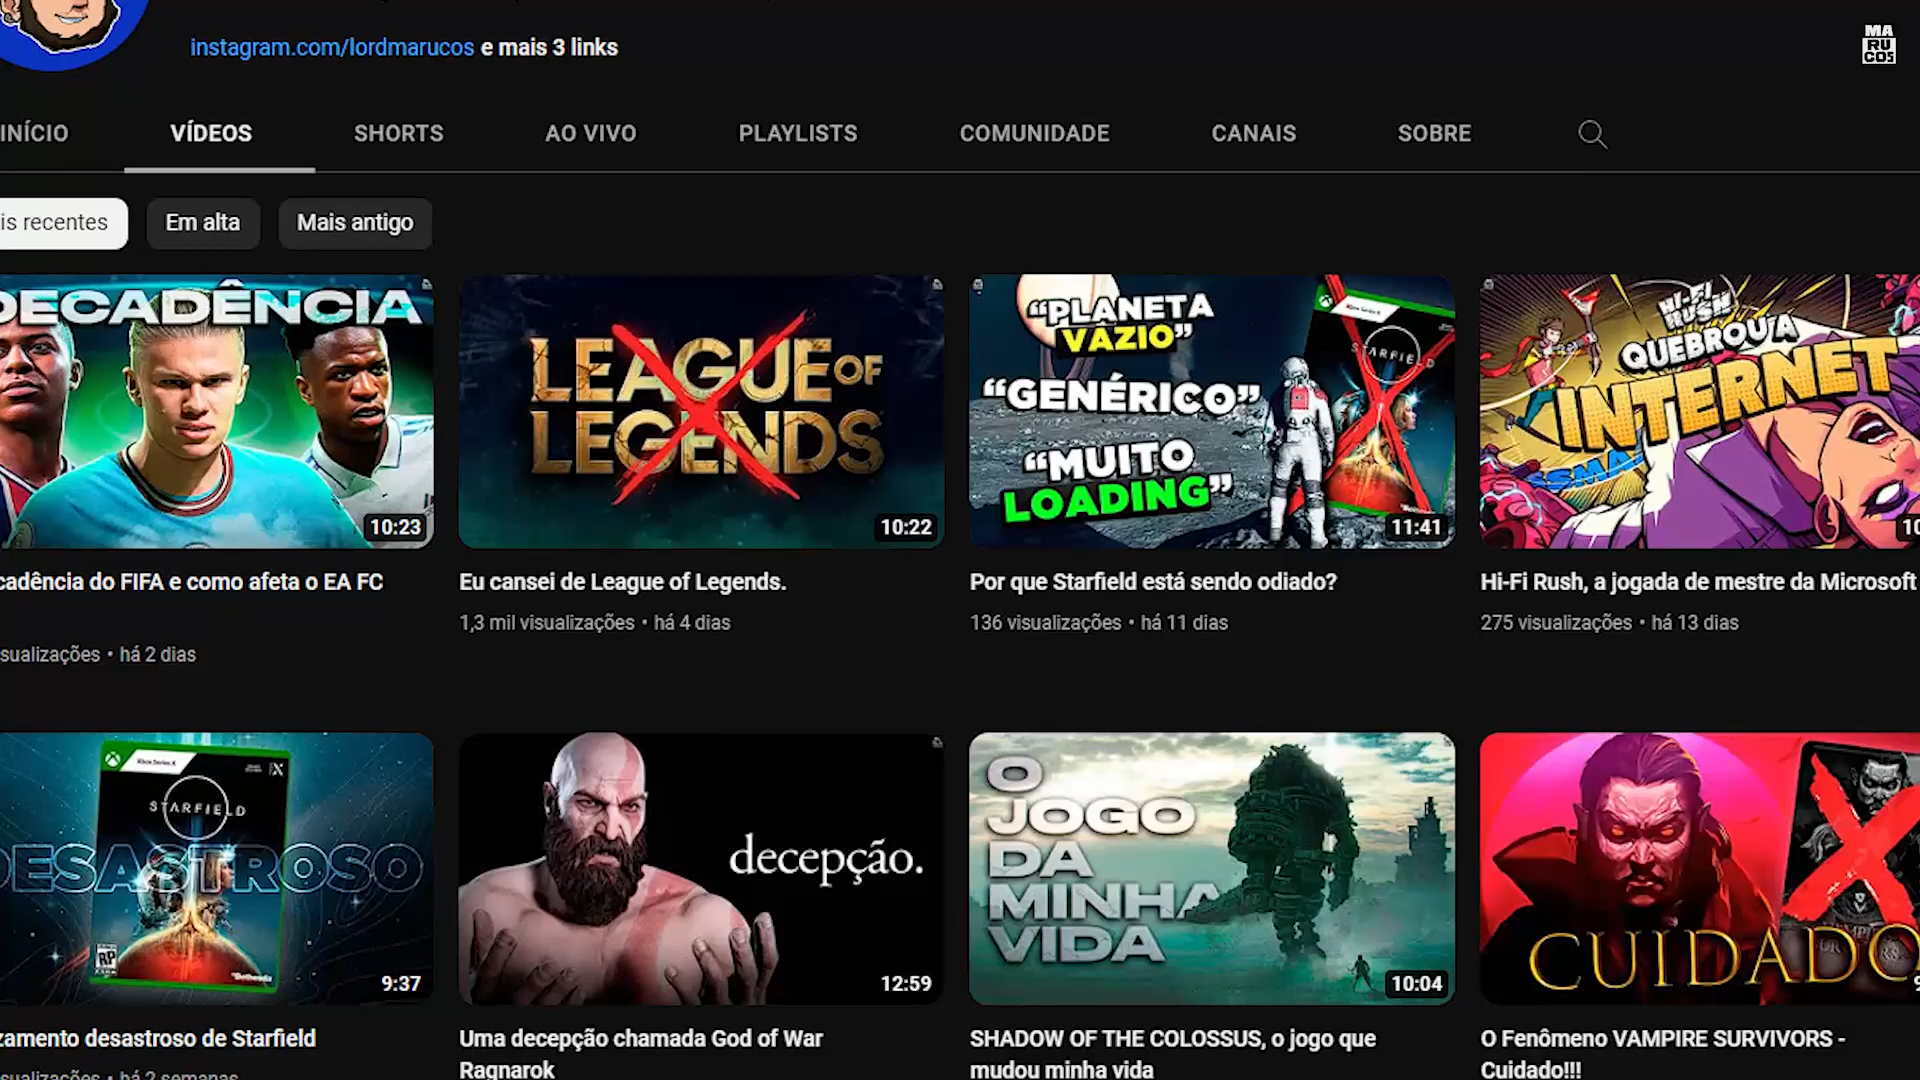 instagram.com/lordmarucos e mais 3 links
MA
RU
CO5
INÍCIO VÍDEOS SHORTS AO VIVO PLAYLISTS COMUNIDADE CANAIS SOBRE
is recentes Em alta Mais antigo
DECADÊNCIA
10:23
LEAGUE OF
LEGENDS
10:22
“PLANETA
VAZIO”
“GENÉRICO”
“MUITO
LOADING”
STARFIELD
11:41
HI-FI
RUSH
QUEBROU A
INTERNET
10
cadência do FIFA e como afeta o EA FC
sualizações • há 2 dias
Eu cansei de League of Legends.
1,3 mil visualizações • há 4 dias
Por que Starfield está sendo odiado?
136 visualizações • há 11 dias
Hi-Fi Rush, a jogada de mestre da Microsoft
275 visualizações • há 13 dias
STARFIELD
DESASTROSO
RP
Bethesda
9:37
decepção.
12:59
O
JOGO
DA
MINHA
VIDA
10:04
CUIDADO
zamento desastroso de Starfield
sualizações • há 2 semanas
Uma decepção chamada God of War
Ragnarok
SHADOW OF THE COLOSSUS, o jogo que
mudou minha vida
O Fenômeno VAMPIRE SURVIVORS -
Cuidado!!!